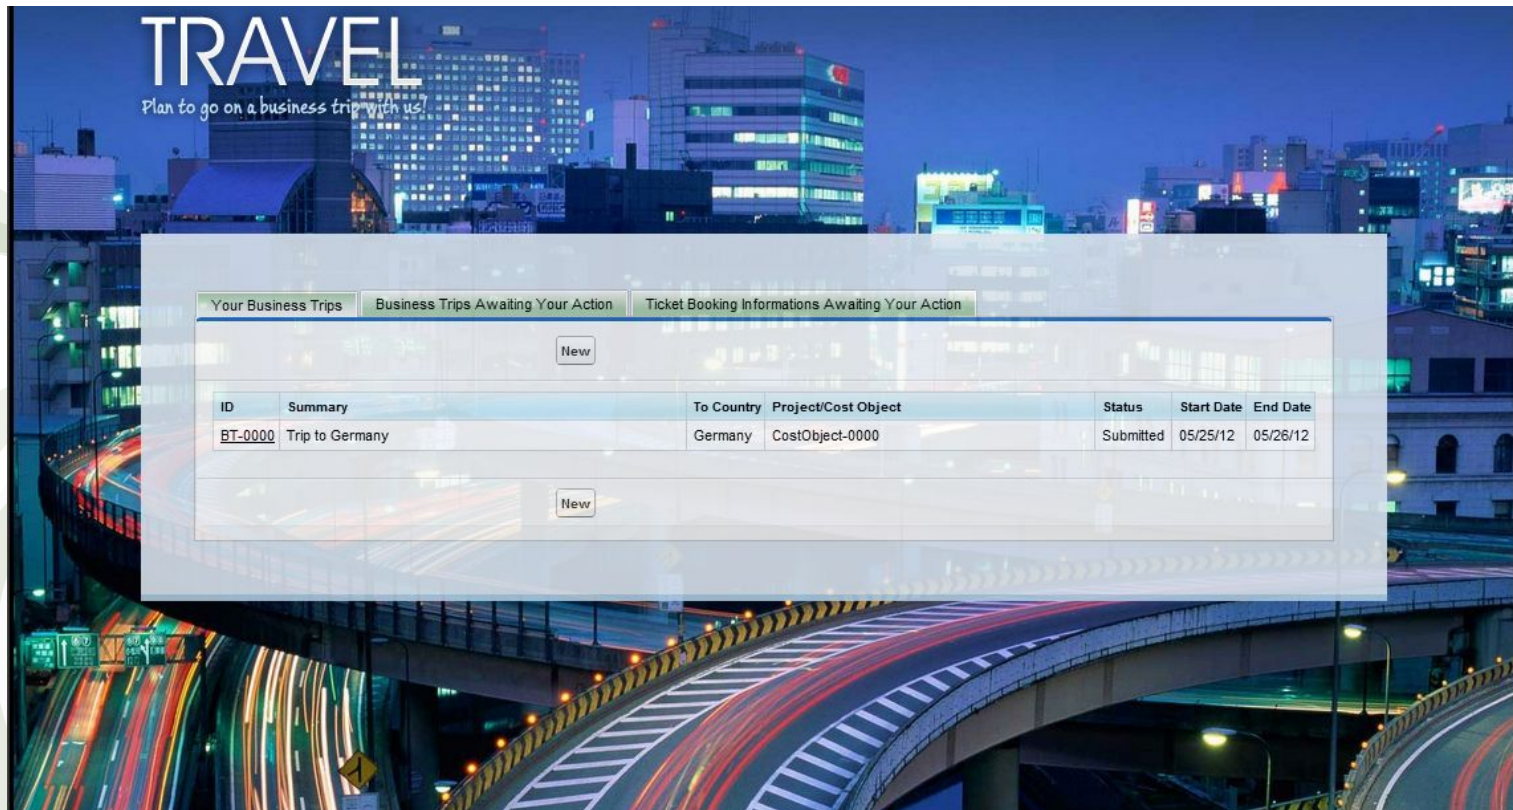 TRAVEL
Plan to go on a business trip with us!
Your Business Trips Business Trips Awaiting Your Action Ticket Booking Informations Awaiting Your Action
New
ID Summary To Country Project/Cost Object Status Start Date End Date
BT-0000 Trip to Germany Germany CostObject-0000 Submitted 05/25/12 05/26/12
New